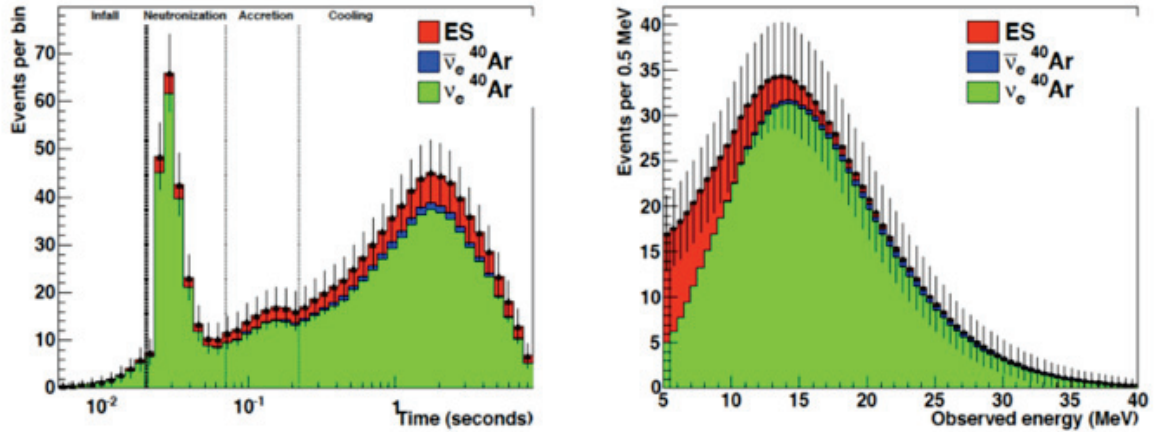 Infall Neutronization Accretion Cooling
ES
ν̄e 40Ar
νe 40Ar
Events per bin
70
60
50
40
30
20
10
0
10-2 10-1 1
Time (seconds)
ES
ν̄e 40Ar
νe 40Ar
Events per 0.5 MeV
40
35
30
25
20
15
10
5
0
5 10 15 20 25 30 35 40
Observed energy (MeV)